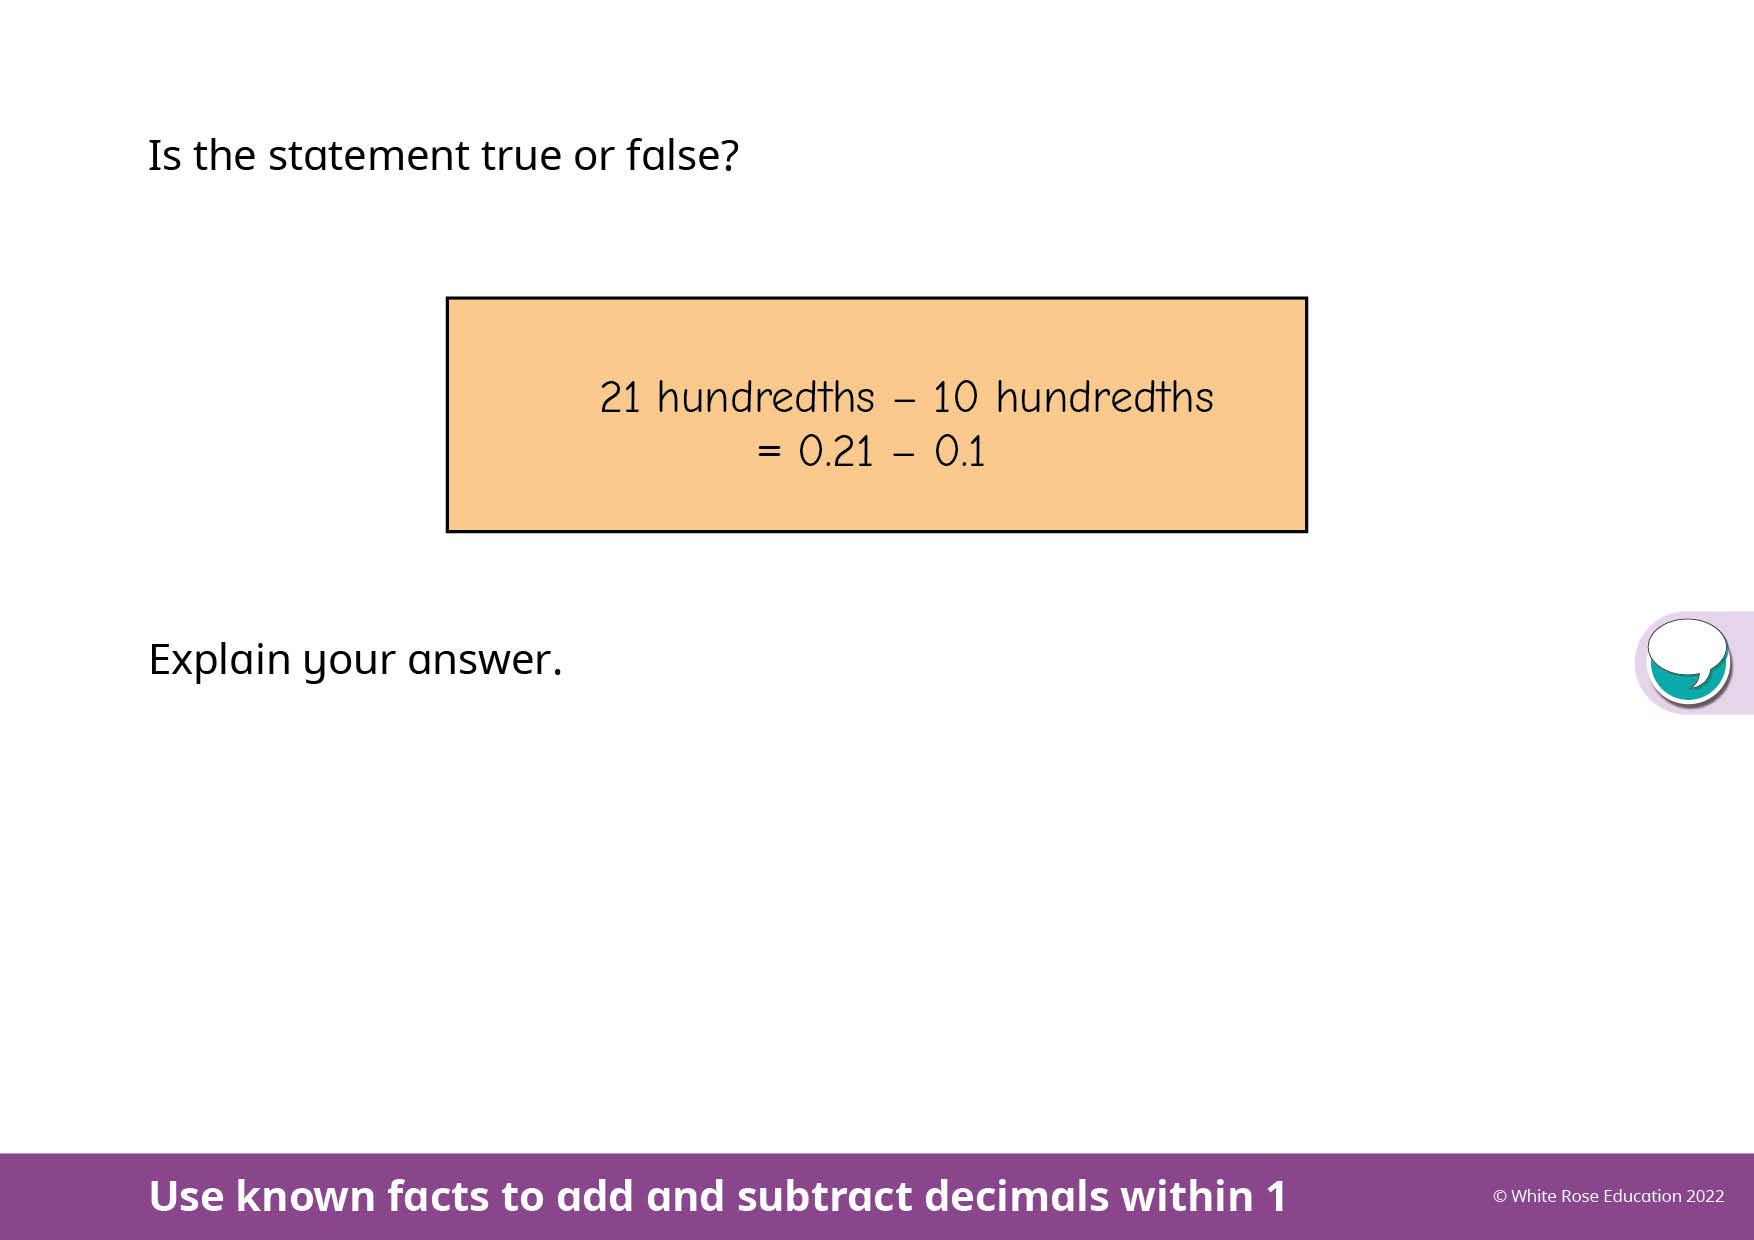 Is the statement true or false?
21 hundredths – 10 hundredths
= 0.21 – 0.1
Explain your answer.
Use known facts to add and subtract decimals within 1
© White Rose Education 2022